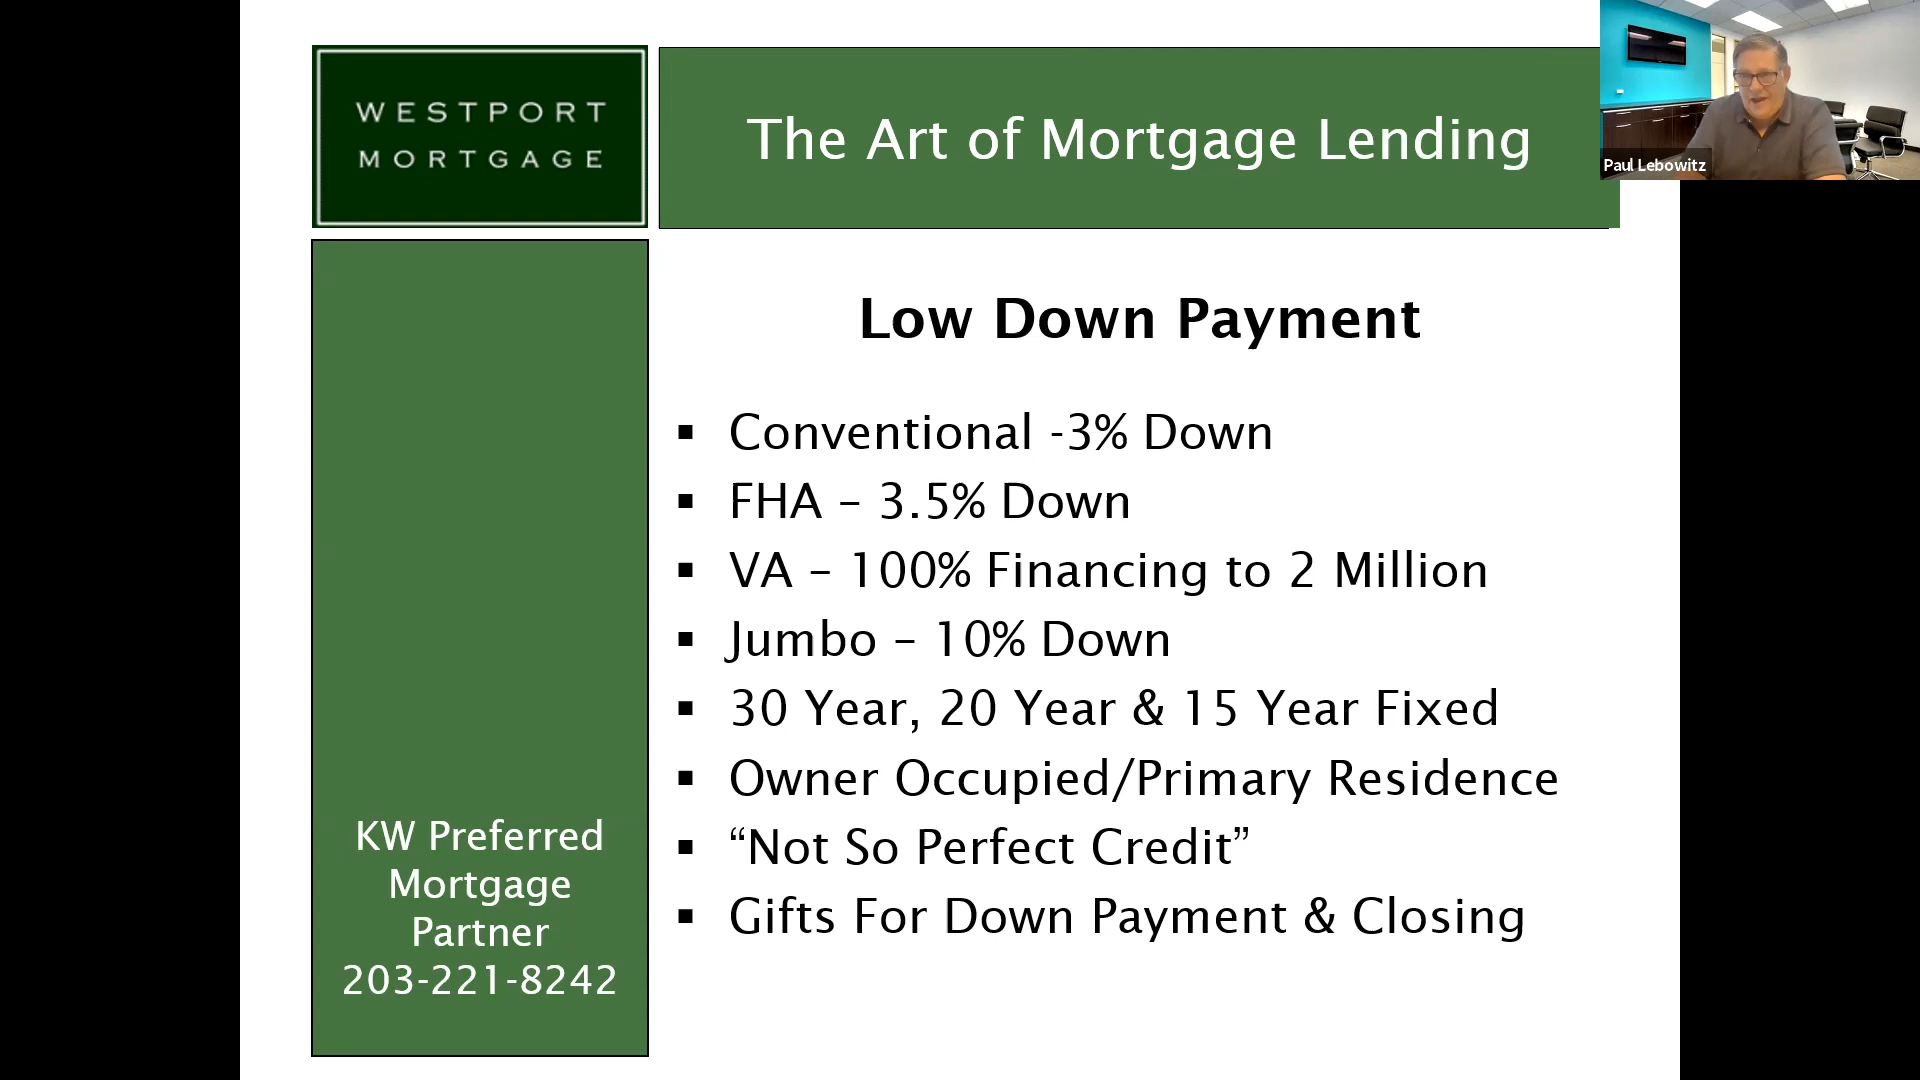 WESTPORT
MORTGAGE
The Art of Mortgage Lending
Paul Lebowitz
Low Down Payment
▪ Conventional -3% Down
▪ FHA – 3.5% Down
▪ VA – 100% Financing to 2 Million
▪ Jumbo – 10% Down
▪ 30 Year, 20 Year & 15 Year Fixed
▪ Owner Occupied/Primary Residence
▪ “Not So Perfect Credit”
▪ Gifts For Down Payment & Closing
KW Preferred
Mortgage
Partner
203-221-8242